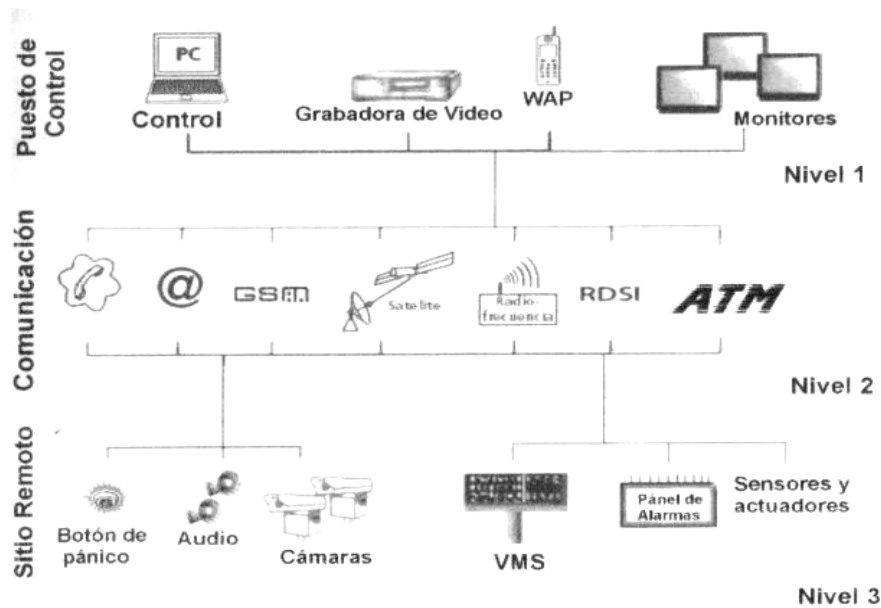 Puesto de
Control
PC
Control
Grabadora de Video
WAP
Monitores
Nivel 1
Comunicación
@
GSM
Satelite
Radio-
frecuencia
RDSI
ATM
Nivel 2
Sitio Remoto
Botón de
pánico
Audio
Cámaras
VMS
Pánel de
Alarmas
Sensores y
actuadores
Nivel 3